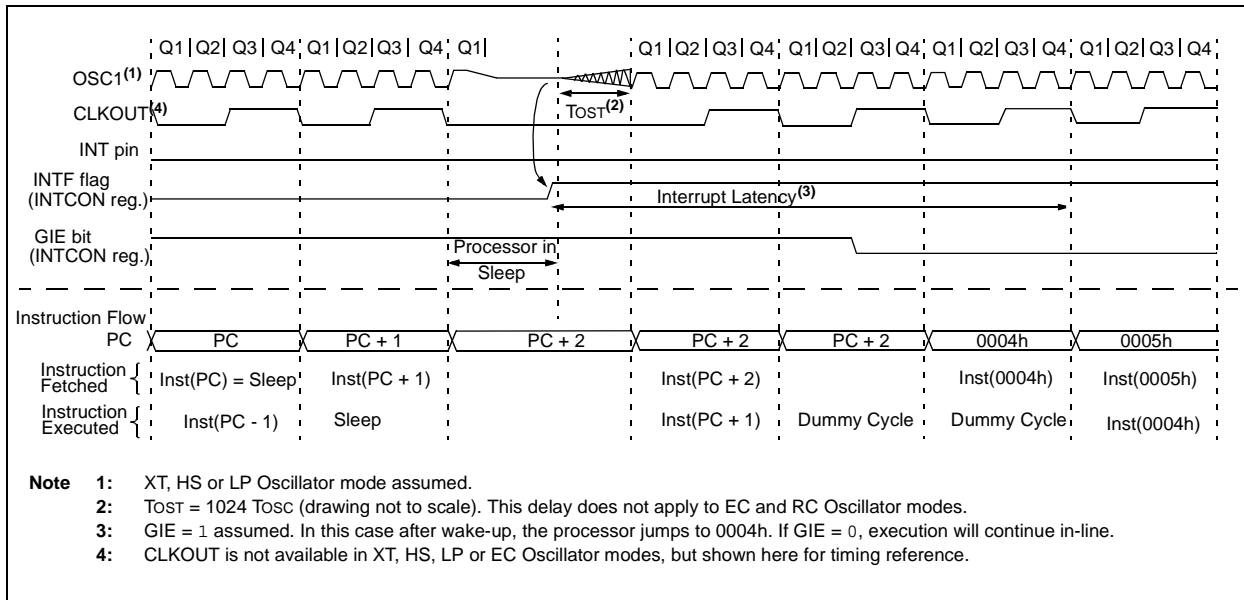 Q1 Q2 Q3 Q4 Q1 Q2 Q3 Q4 Q1 Q1 Q2 Q3 Q4 Q1 Q2 Q3 Q4 Q1 Q2 Q3 Q4 Q1 Q2 Q3 Q4
OSC1(1)
TOST(2)
CLKOUT(4)
INT pin
INTF flag
(INTCON reg.)
Interrupt Latency(3)
GIE bit
(INTCON reg.)
Processor in
Sleep
Instruction Flow
PC PC PC + 1 PC + 2 PC + 2 PC + 2 0004h 0005h
Instruction
Fetched
{ Inst(PC) = Sleep Inst(PC + 1) Inst(PC + 2) Inst(0004h) Inst(0005h)
Instruction
Executed
{ Inst(PC - 1) Sleep Inst(PC + 1) Dummy Cycle Dummy Cycle Inst(0004h)
Note 1: XT, HS or LP Oscillator mode assumed.
2: TOST = 1024 TOSC (drawing not to scale). This delay does not apply to EC and RC Oscillator modes.
3: GIE = 1 assumed. In this case after wake-up, the processor jumps to 0004h. If GIE = 0, execution will continue in-line.
4: CLKOUT is not available in XT, HS, LP or EC Oscillator modes, but shown here for timing reference.